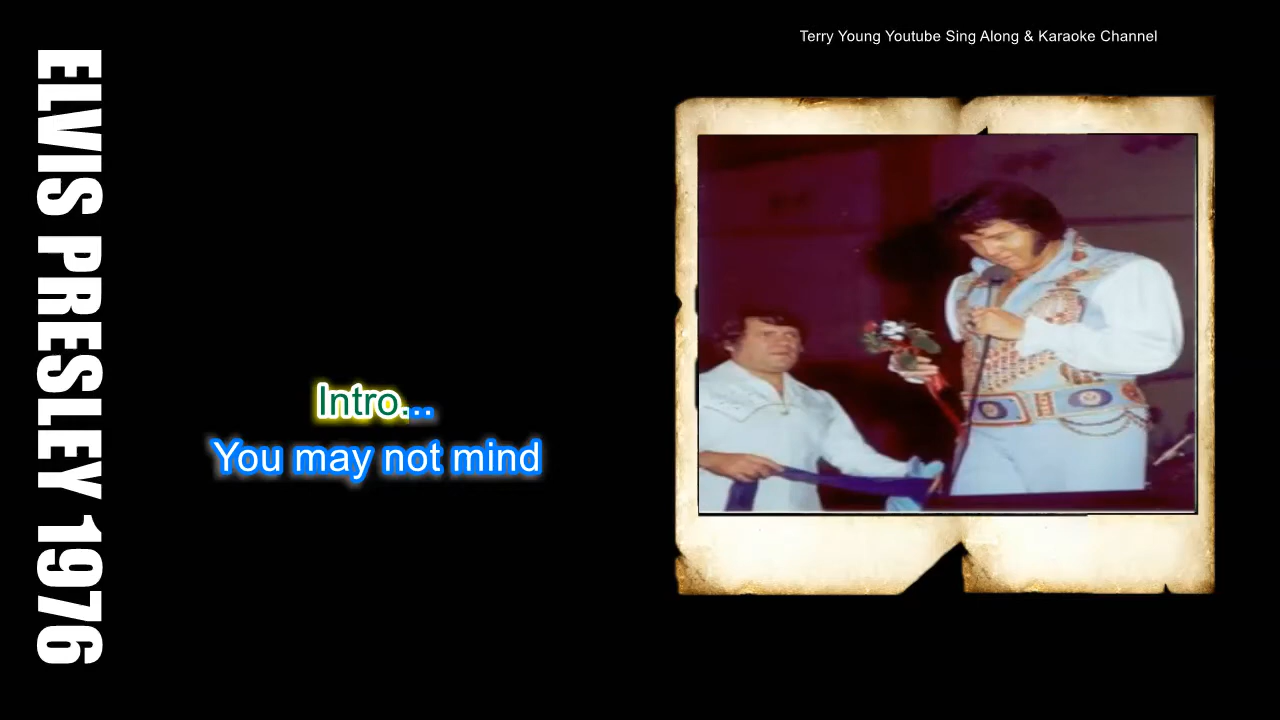 Terry Young Youtube Sing Along & Karaoke Channel
ELVIS PRESLEY 1976
Intro...
You may not mind